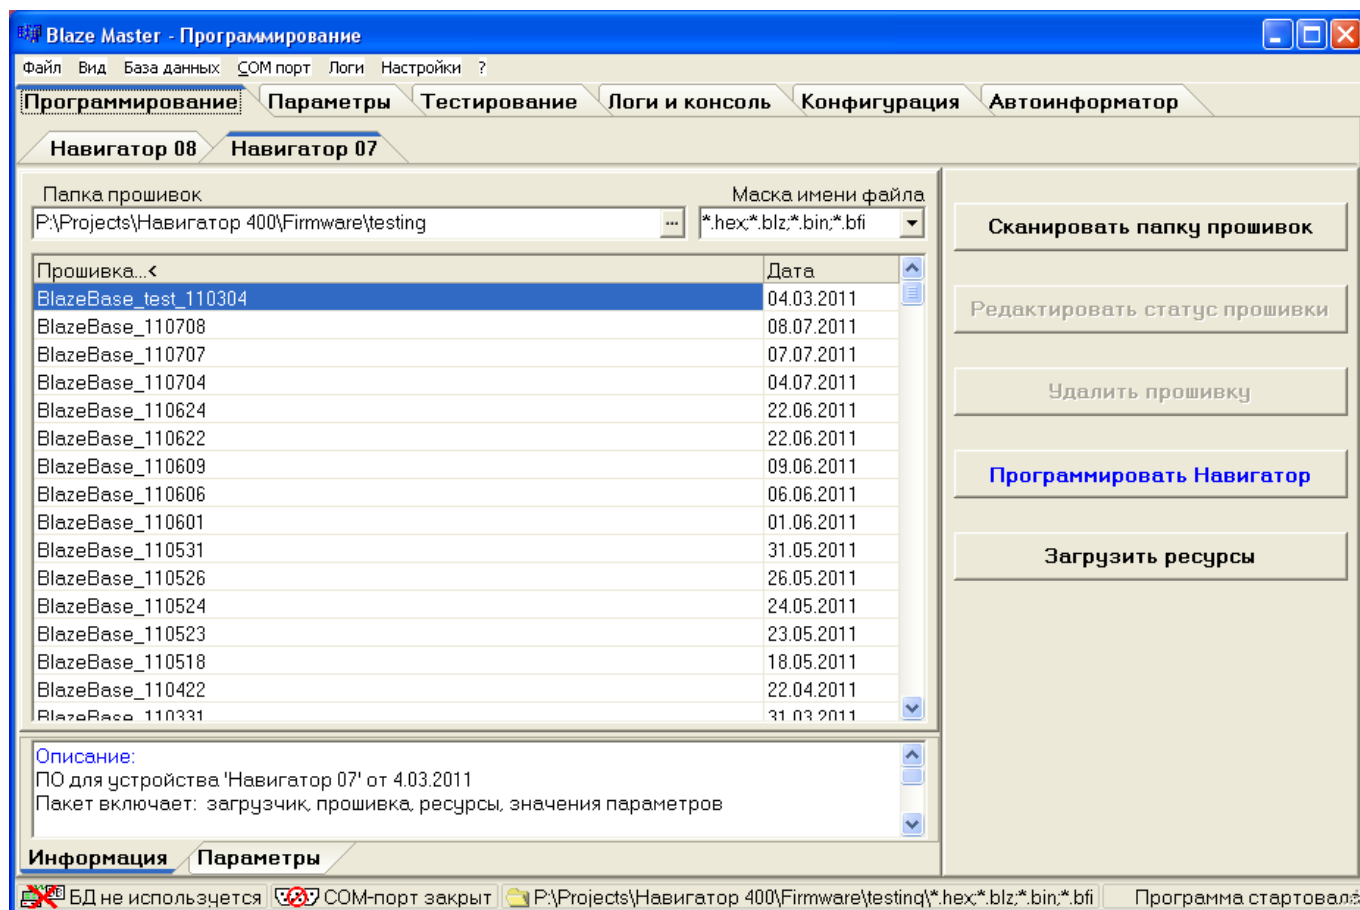 Blaze Master - Программирование
Файл Вид База данных COM порт Логи Настройки ?
Программирование Параметры Тестирование Логи и консоль Конфигурация Автоинформатор
Навигатор 08 Навигатор 07
Папка прошивок Маска имени файла
P:\Projects\Навигатор 400\Firmware\testing ... *.hex;*.blz;*.bin;*.bfi
Прошивка...< Дата
BlazeBase_test_110304 04.03.2011
BlazeBase_110708 08.07.2011
BlazeBase_110707 07.07.2011
BlazeBase_110704 04.07.2011
BlazeBase_110624 22.06.2011
BlazeBase_110622 22.06.2011
BlazeBase_110609 09.06.2011
BlazeBase_110606 06.06.2011
BlazeBase_110601 01.06.2011
BlazeBase_110531 31.05.2011
BlazeBase_110526 26.05.2011
BlazeBase_110524 24.05.2011
BlazeBase_110523 23.05.2011
BlazeBase_110518 18.05.2011
BlazeBase_110422 22.04.2011
BlazeBase_110331 31.03.2011
Сканировать папку прошивок
Редактировать статус прошивки
Удалить прошивку
Программировать Навигатор
Загрузить ресурсы
Описание:
ПО для устройства 'Навигатор 07' от 4.03.2011
Пакет включает: загрузчик, прошивка, ресурсы, значения параметров
Информация Параметры
БД не используется COM-порт закрыт P:\Projects\Навигатор 400\Firmware\testing\*.hex;*.blz;*.bin;*.bfi Программа стартовала